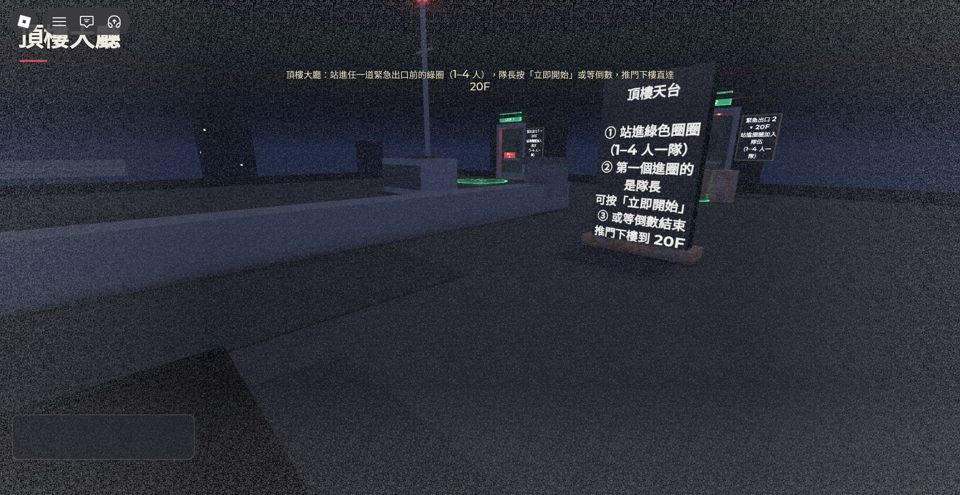 頂樓大廳
頂樓大廳：站進任一道緊急出口前的綠圈（1–4 人），隊長按「立即開始」或等倒數，推門下樓直達
20F
頂樓天台
① 站進綠色圈圈
（1–4 人一隊）
② 第一個進圈的
是隊長
可按「立即開始」
③ 或等倒數結束
推門下樓到 20F
緊急出口 2
20F
站進圈圈加入
隊伍
（1–4 人一
隊）